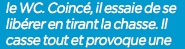 le WC. Coincé, il essaie de se
libérer en tirant la chasse. Il
casse tout et provoque une